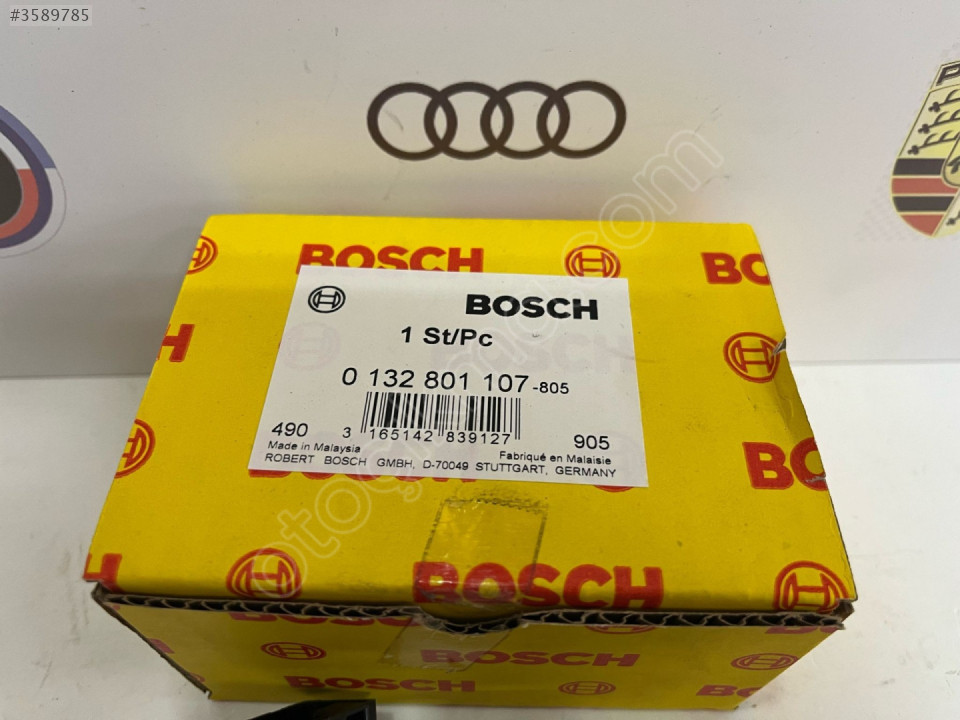 #3589785
P
BOSCH
BO
H
BOSCH
1 St/Pc
0 132 801 107-805
3 165142 839127
490
905
Made in Malaysia
Fabriqué en Malaisie
ROBERT BOSCH GMBH, D-70049 STUTTGART, GERMANY
BOSCH
BOSCH
BOSCH